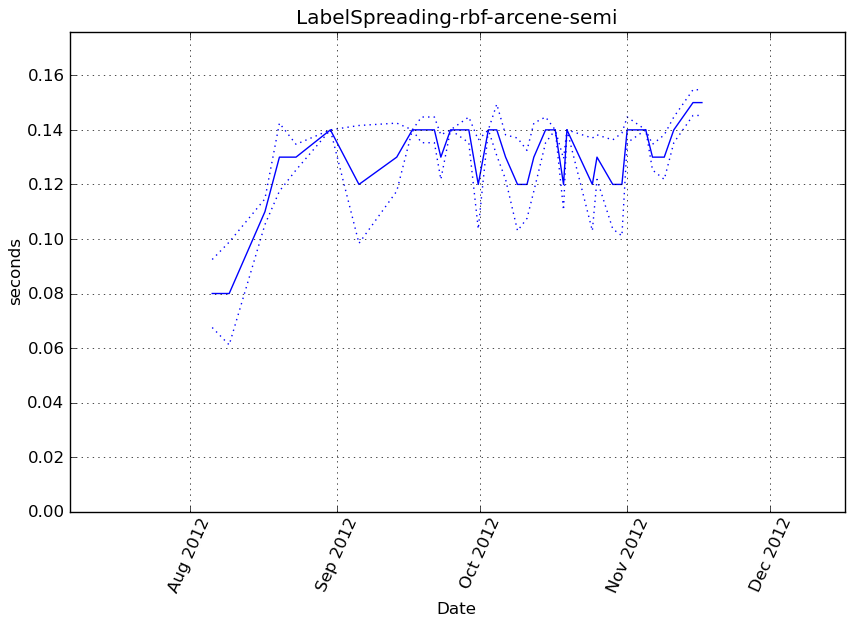 LabelSpreading-rbf-arcene-semi
0.16
0.14
0.12
0.10
0.08
0.06
0.04
0.02
0.00
seconds
Aug 2012
Sep 2012
Oct 2012
Nov 2012
Dec 2012
Date